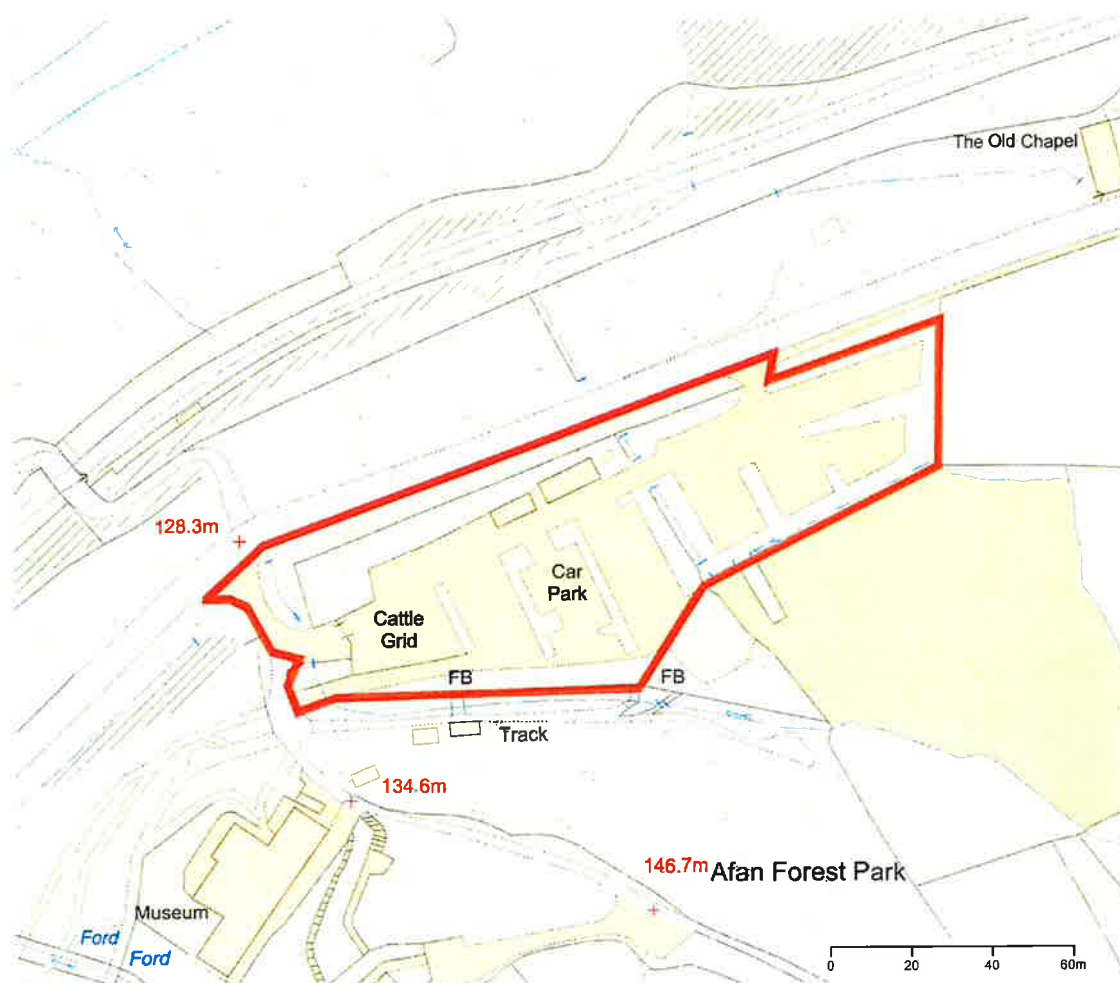 The Old Chapel
128.3m
Car
Park
Cattle
Grid
FB
FB
Track
134.6m
146.7m
Afan Forest Park
Museum
Ford
Ford
0 20 40 60m